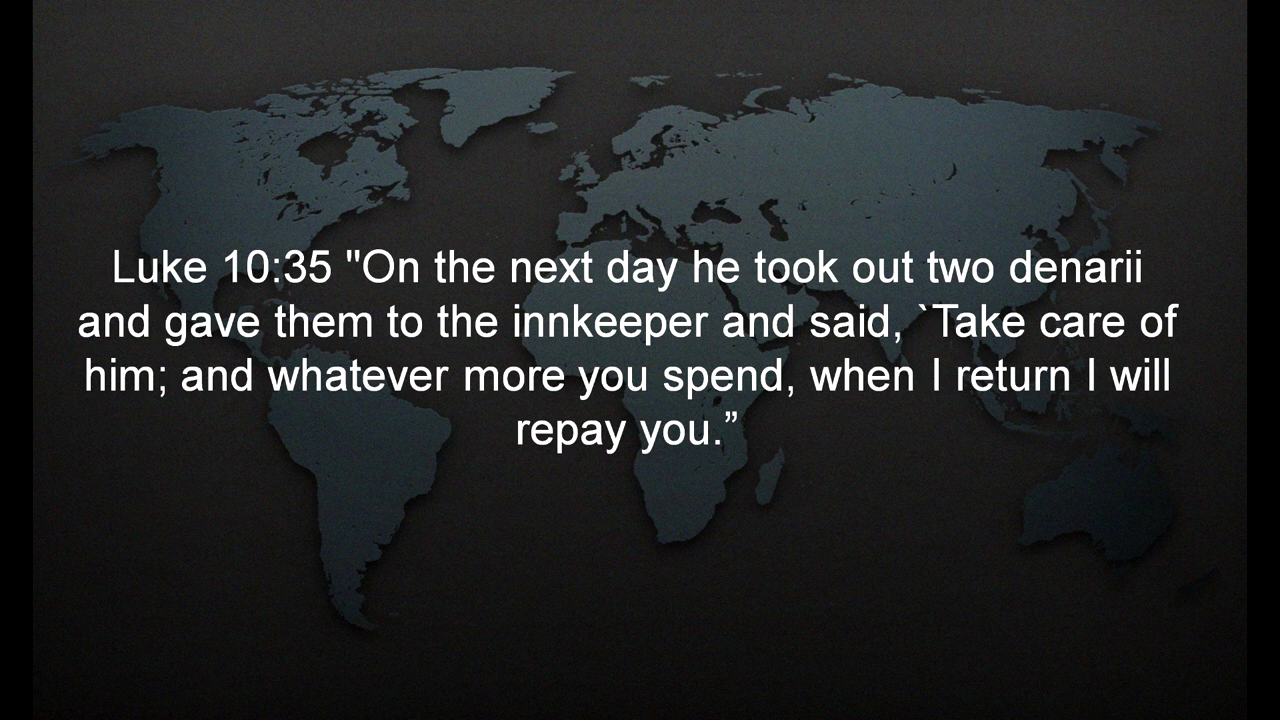 Luke 10:35 "On the next day he took out two denarii
and gave them to the innkeeper and said, `Take care of
him; and whatever more you spend, when I return I will
repay you.”